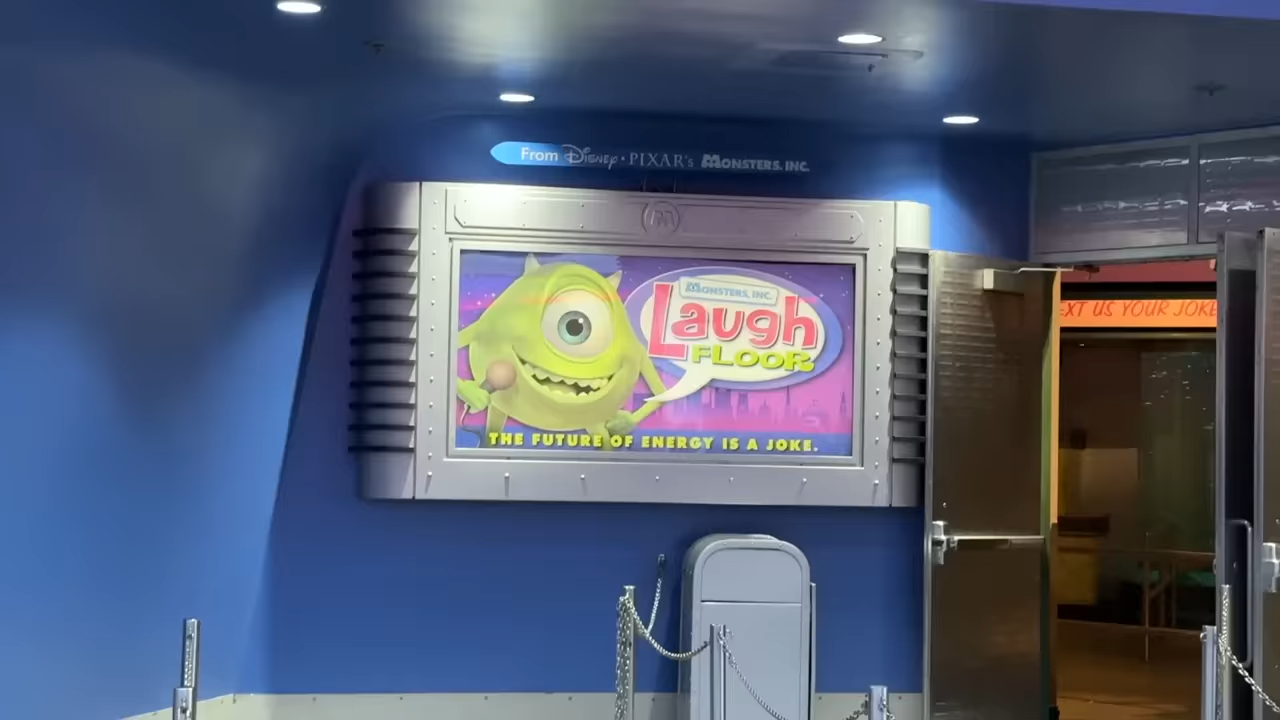 From Disney · PIXAR's MONSTERS, INC.
M
MONSTERS, INC.
Laugh
FLOOR
THE FUTURE OF ENERGY IS A JOKE.
EXT US YOUR JOKE